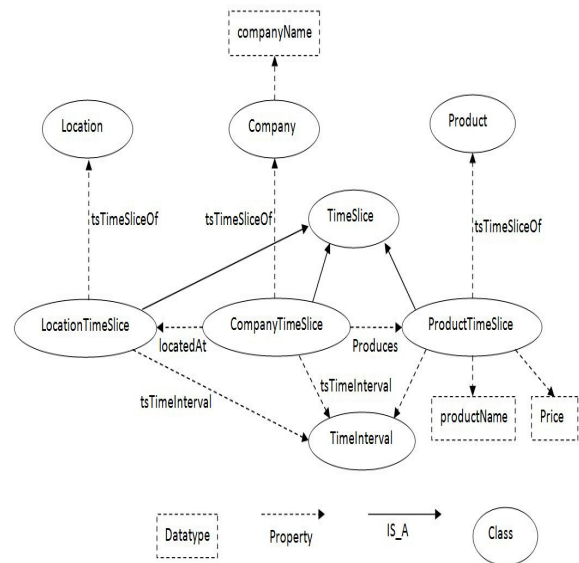 companyName
Location
Company
Product
tsTimeSliceOf
tsTimeSliceOf
tsTimeSliceOf
TimeSlice
LocationTimeSlice
CompanyTimeSlice
ProductTimeSlice
locatedAt
Produces
tsTimeInterval
tsTimeInterval
productName
Price
TimeInterval
Datatype
Property
IS_A
Class